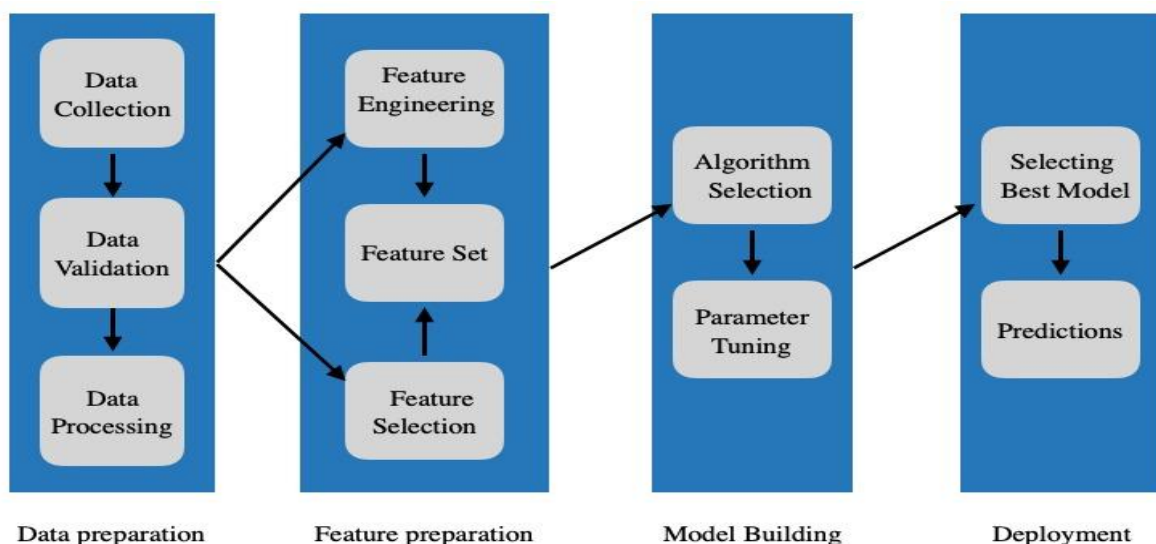 Data
Collection
Data
Validation
Data
Processing
Data preparation
Feature
Engineering
Feature Set
Feature
Selection
Feature preparation
Algorithm
Selection
Parameter
Tuning
Model Building
Selecting
Best Model
Predictions
Deployment